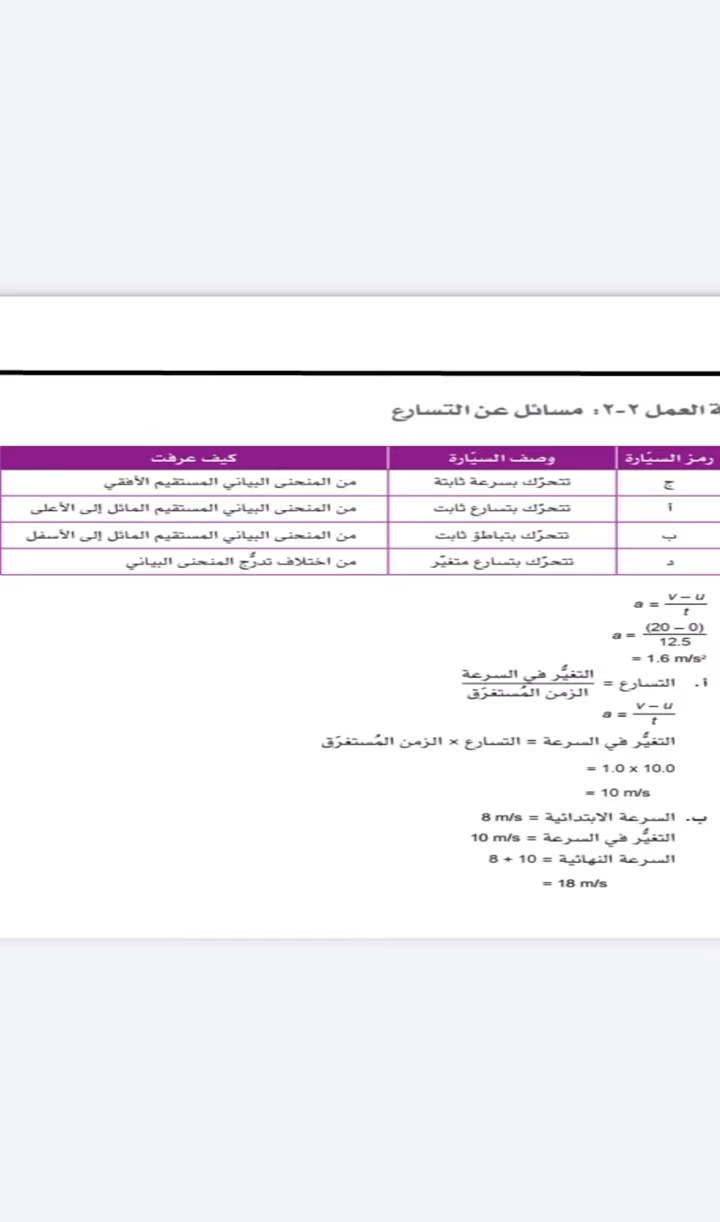 ة العمل ٢-٢: مسائل عن التسارع
رمز السيّارة وصف السيّارة كيف عرفت
ج تتحرّك بسرعة ثابتة من المنحنى البياني المستقيم الأفقي
أ تتحرّك بتسارع ثابت من المنحنى البياني المستقيم المائل إلى الأعلى
ب تتحرّك بتباطؤ ثابت من المنحنى البياني المستقيم المائل إلى الأسفل
د تتحرّك بتسارع متغيّر من اختلاف تدرُّج المنحنى البياني
a = v – u / t
a = (20 – 0) / 12.5
= 1.6 m/s²
أ. التسارع = التغيُّر في السرعة / الزمن المُستغرَق
a = v – u / t
التغيُّر في السرعة = التسارع × الزمن المُستغرَق
= 1.0 x 10.0
= 10 m/s
ب. السرعة الابتدائية = 8 m/s
التغيُّر في السرعة = 10 m/s
السرعة النهائية = 10 + 8
= 18 m/s